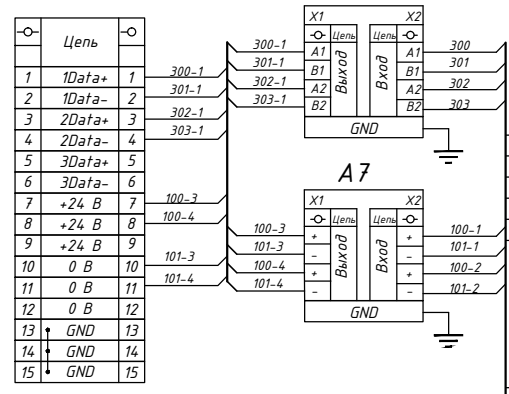 Цепь
1 1Data+ 1 300-1
2 1Data- 2 301-1
3 2Data+ 3 302-1
4 2Data- 4 303-1
5 3Data+ 5
6 3Data- 6
7 +24 В 7 100-3
8 +24 В 8 100-4
9 +24 В 9
10 0 В 10 101-3
11 0 В 11 101-4
12 0 В 12
13 GND 13
14 GND 14
15 GND 15
X1 X2
Цепь Цепь
300-1 A1 A1 300
301-1 B1 B1 301
302-1 A2 A2 302
303-1 B2 B2 303
Выход Вход
GND
A7
X1 X2
Цепь Цепь
100-3 + + 100-1
101-3 - - 101-1
100-4 + + 100-2
101-4 - - 101-2
Выход Вход
GND